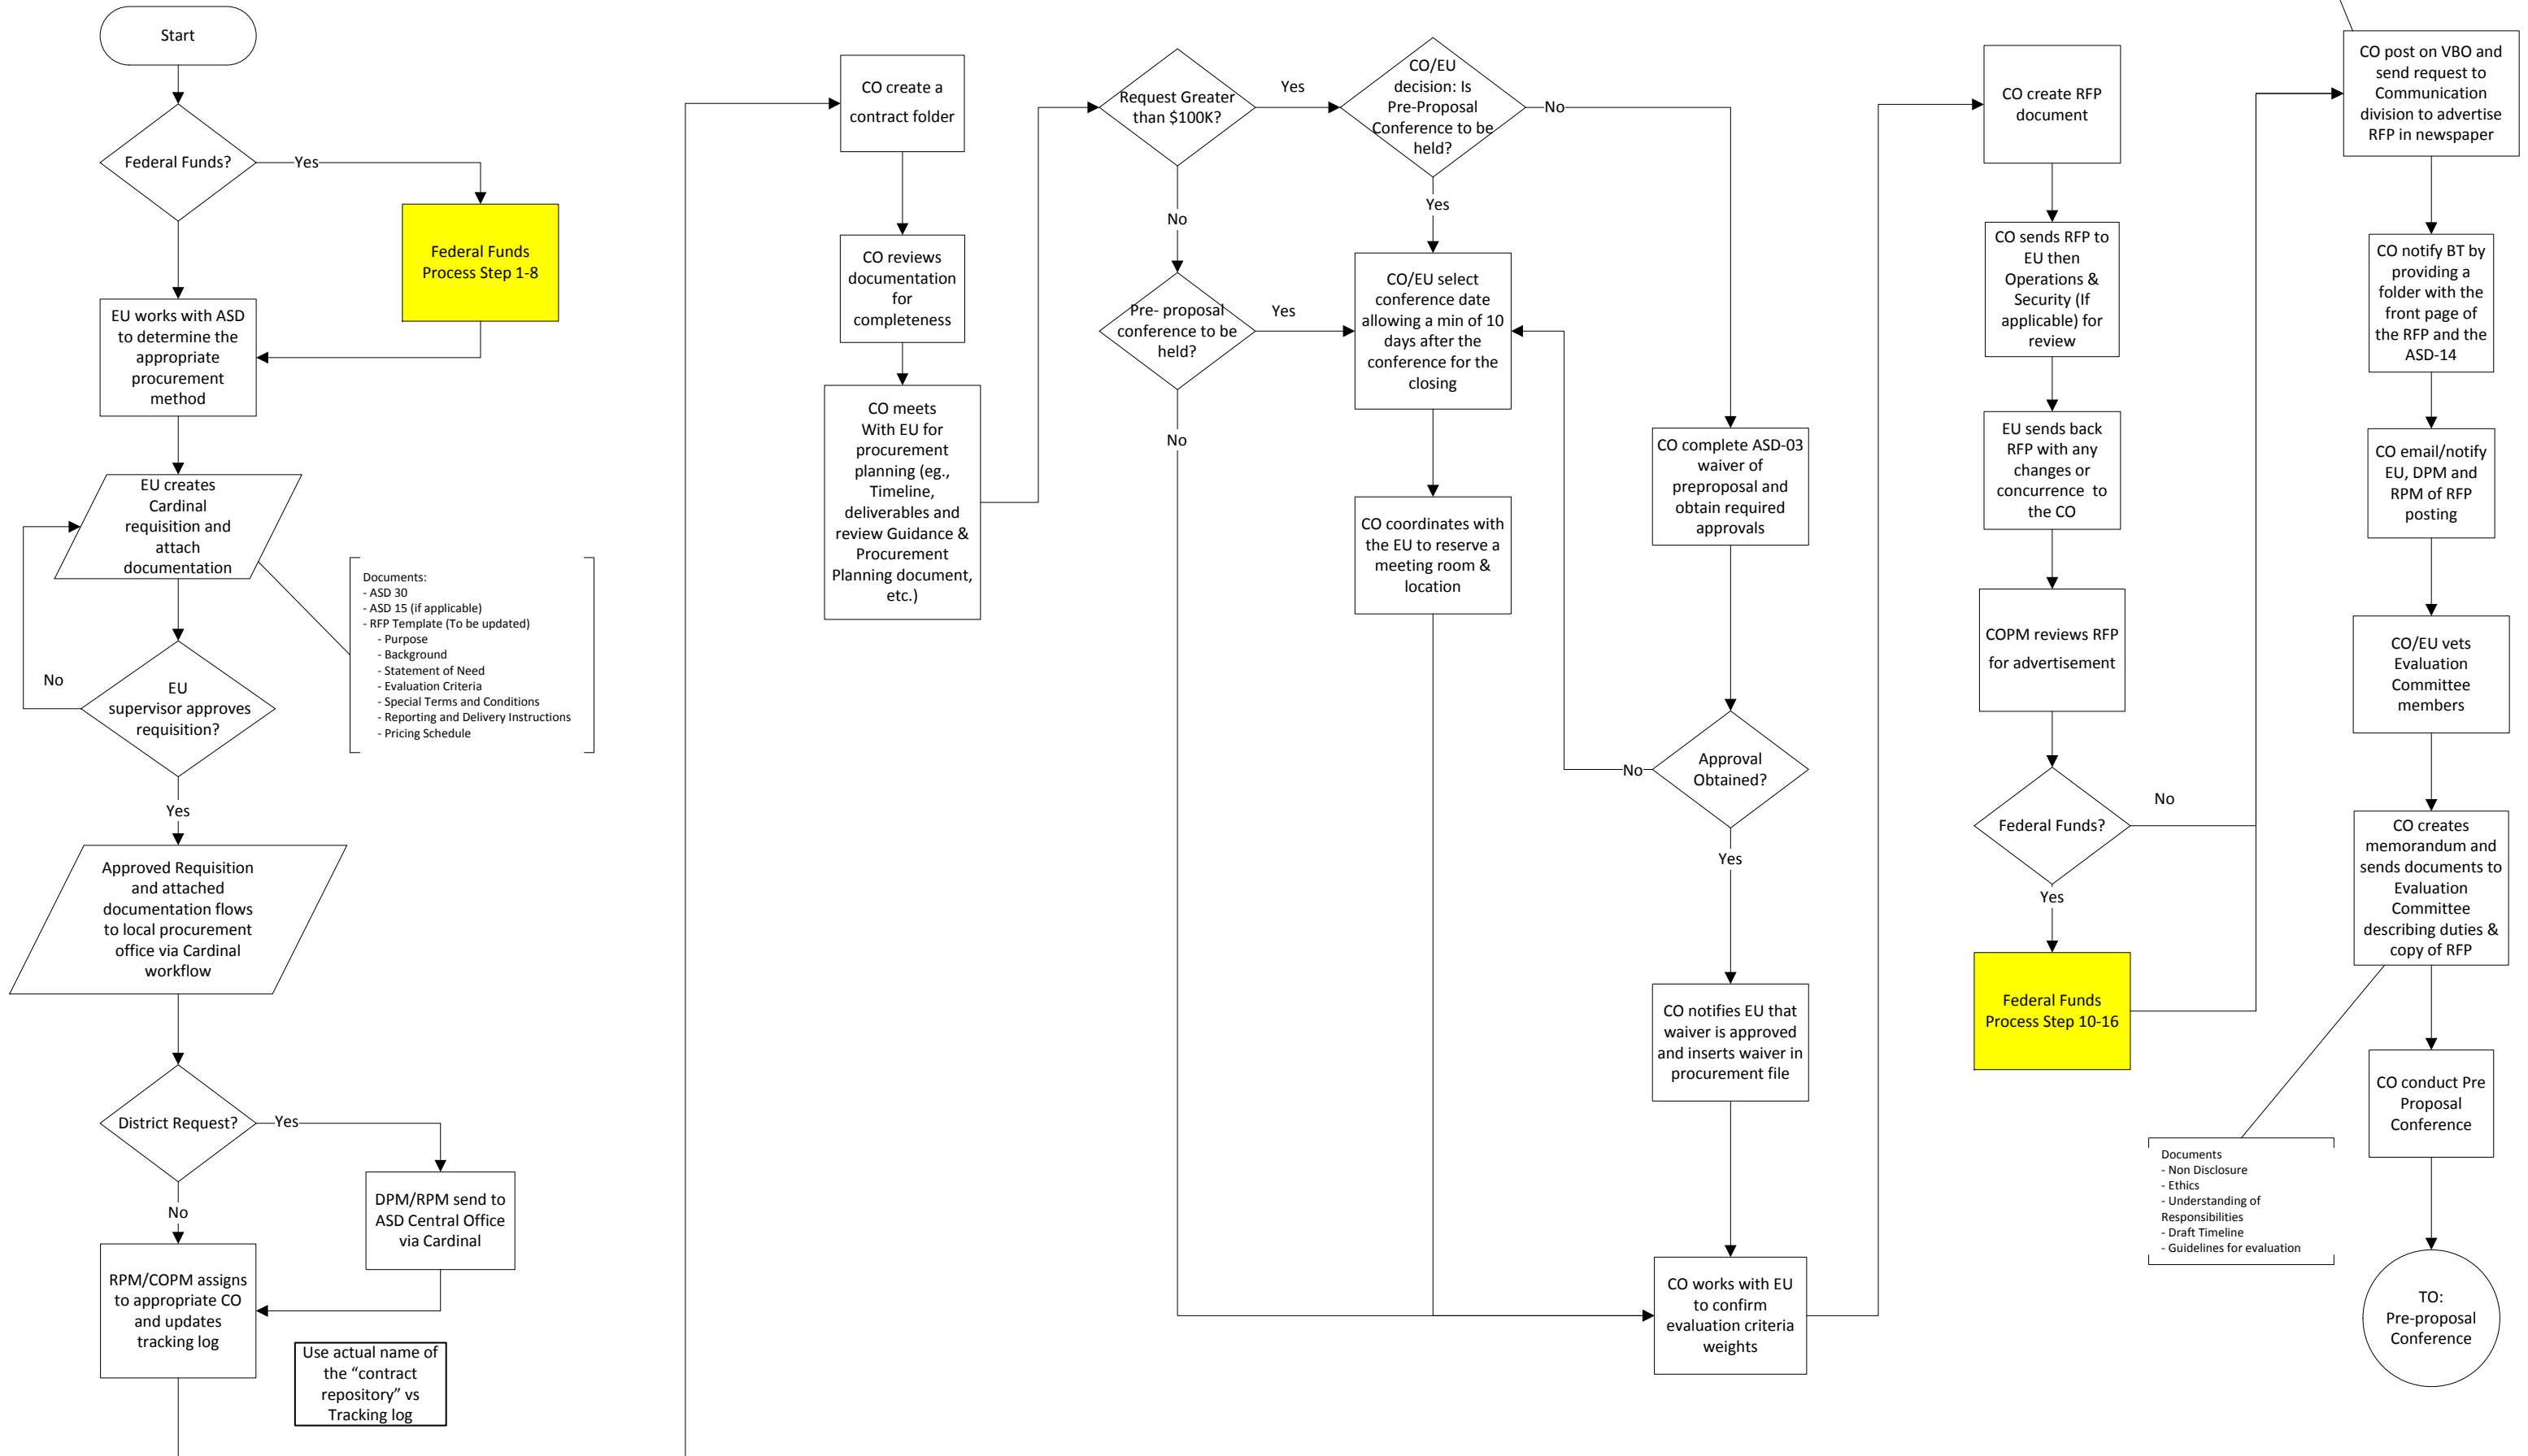 Start
Federal Funds?
Yes
Federal Funds
Process Step 1-8
EU works with ASD
to determine the
appropriate
procurement
method
EU creates
Cardinal
requisition and
attach
documentation
Documents:
- ASD 30
- ASD 15 (if applicable)
- RFP Template (To be updated)
- Purpose
- Background
- Statement of Need
- Evaluation Criteria
- Special Terms and Conditions
- Reporting and Delivery Instructions
- Pricing Schedule
No
EU
supervisor approves
requisition?
Yes
Approved Requisition
and attached
documentation flows
to local procurement
office via Cardinal
workflow
District Request?
Yes
No
DPM/RPM send to
ASD Central Office
via Cardinal
RPM/COPM assigns
to appropriate CO
and updates
tracking log
Use actual name of
the “contract
repository” vs
Tracking log
CO create a
contract folder
CO reviews
documentation
for
completeness
CO meets
With EU for
procurement
planning (eg.,
Timeline,
deliverables and
review Guidance &
Procurement
Planning document,
etc.)
Request Greater
than $100K?
Yes
No
CO/EU
decision: Is
Pre-Proposal
Conference to be
held?
No
Yes
Pre- proposal
conference to be
held?
Yes
No
CO/EU select
conference date
allowing a min of 10
days after the
conference for the
closing
CO coordinates with
the EU to reserve a
meeting room &
location
CO complete ASD-03
waiver of
preproposal and
obtain required
approvals
Approval
Obtained?
No
Yes
CO notifies EU that
waiver is approved
and inserts waiver in
procurement file
CO works with EU
to confirm
evaluation criteria
weights
CO create RFP
document
CO sends RFP to
EU then
Operations &
Security (If
applicable) for
review
EU sends back
RFP with any
changes or
concurrence to
the CO
COPM reviews RFP
for advertisement
Federal Funds?
No
Yes
Federal Funds
Process Step 10-16
CO post on VBO and
send request to
Communication
division to advertise
RFP in newspaper
CO notify BT by
providing a
folder with the
front page of
the RFP and the
ASD-14
CO email/notify
EU, DPM and
RPM of RFP
posting
CO/EU vets
Evaluation
Committee
members
CO creates
memorandum and
sends documents to
Evaluation
Committee
describing duties &
copy of RFP
Documents
- Non Disclosure
- Ethics
- Understanding of
Responsibilities
- Draft Timeline
- Guidelines for evaluation
CO conduct Pre
Proposal
Conference
TO:
Pre-proposal
Conference